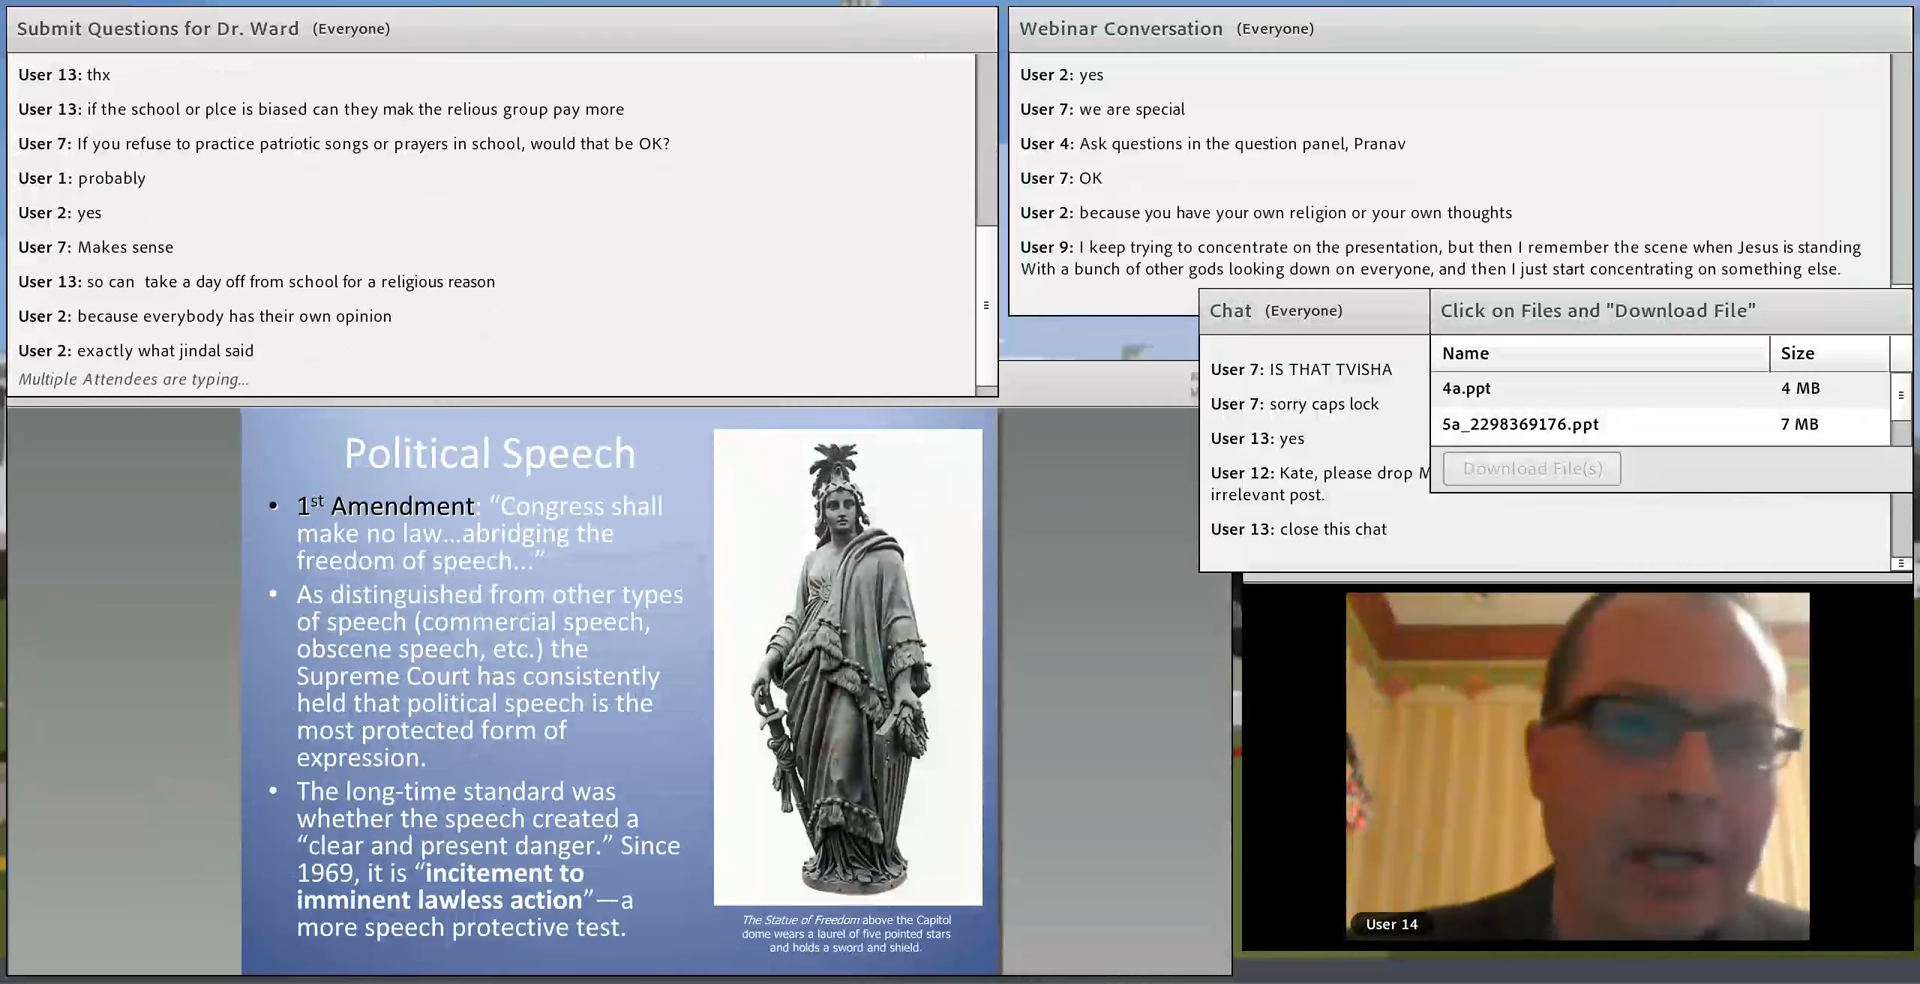 Submit Questions for Dr. Ward (Everyone)
User 13: thx
User 13: if the school or plce is biased can they mak the relious group pay more
User 7: If you refuse to practice patriotic songs or prayers in school, would that be OK?
User 1: probably
User 2: yes
User 7: Makes sense
User 13: so can  take a day off from school for a religious reason
User 2: because everybody has their own opinion
User 2: exactly what jindal said
Multiple Attendees are typing...
Webinar Conversation (Everyone)
User 2: yes
User 7: we are special
User 4: Ask questions in the question panel, Pranav
User 7: OK
User 2: because you have your own religion or your own thoughts
User 9: I keep trying to concentrate on the presentation, but then I remember the scene when Jesus is standing
With a bunch of other gods looking down on everyone, and then I just start concentrating on something else.
Chat (Everyone)
User 7: IS THAT TVISHA
User 7: sorry caps lock
User 13: yes
User 12: Kate, please drop M
irrelevant post.
User 13: close this chat
Click on Files and "Download File"
Name Size
4a.ppt 4 MB
5a_2298369176.ppt 7 MB
Download File(s)
Political Speech
• 1st Amendment: “Congress shall
make no law…abridging the
freedom of speech…”
• As distinguished from other types
of speech (commercial speech,
obscene speech, etc.) the
Supreme Court has consistently
held that political speech is the
most protected form of
expression.
• The long-time standard was
whether the speech created a
“clear and present danger.” Since
1969, it is “incitement to
imminent lawless action”—a
more speech protective test.
The Statue of Freedom above the Capitol
dome wears a laurel of five pointed stars
and holds a sword and shield.
User 14